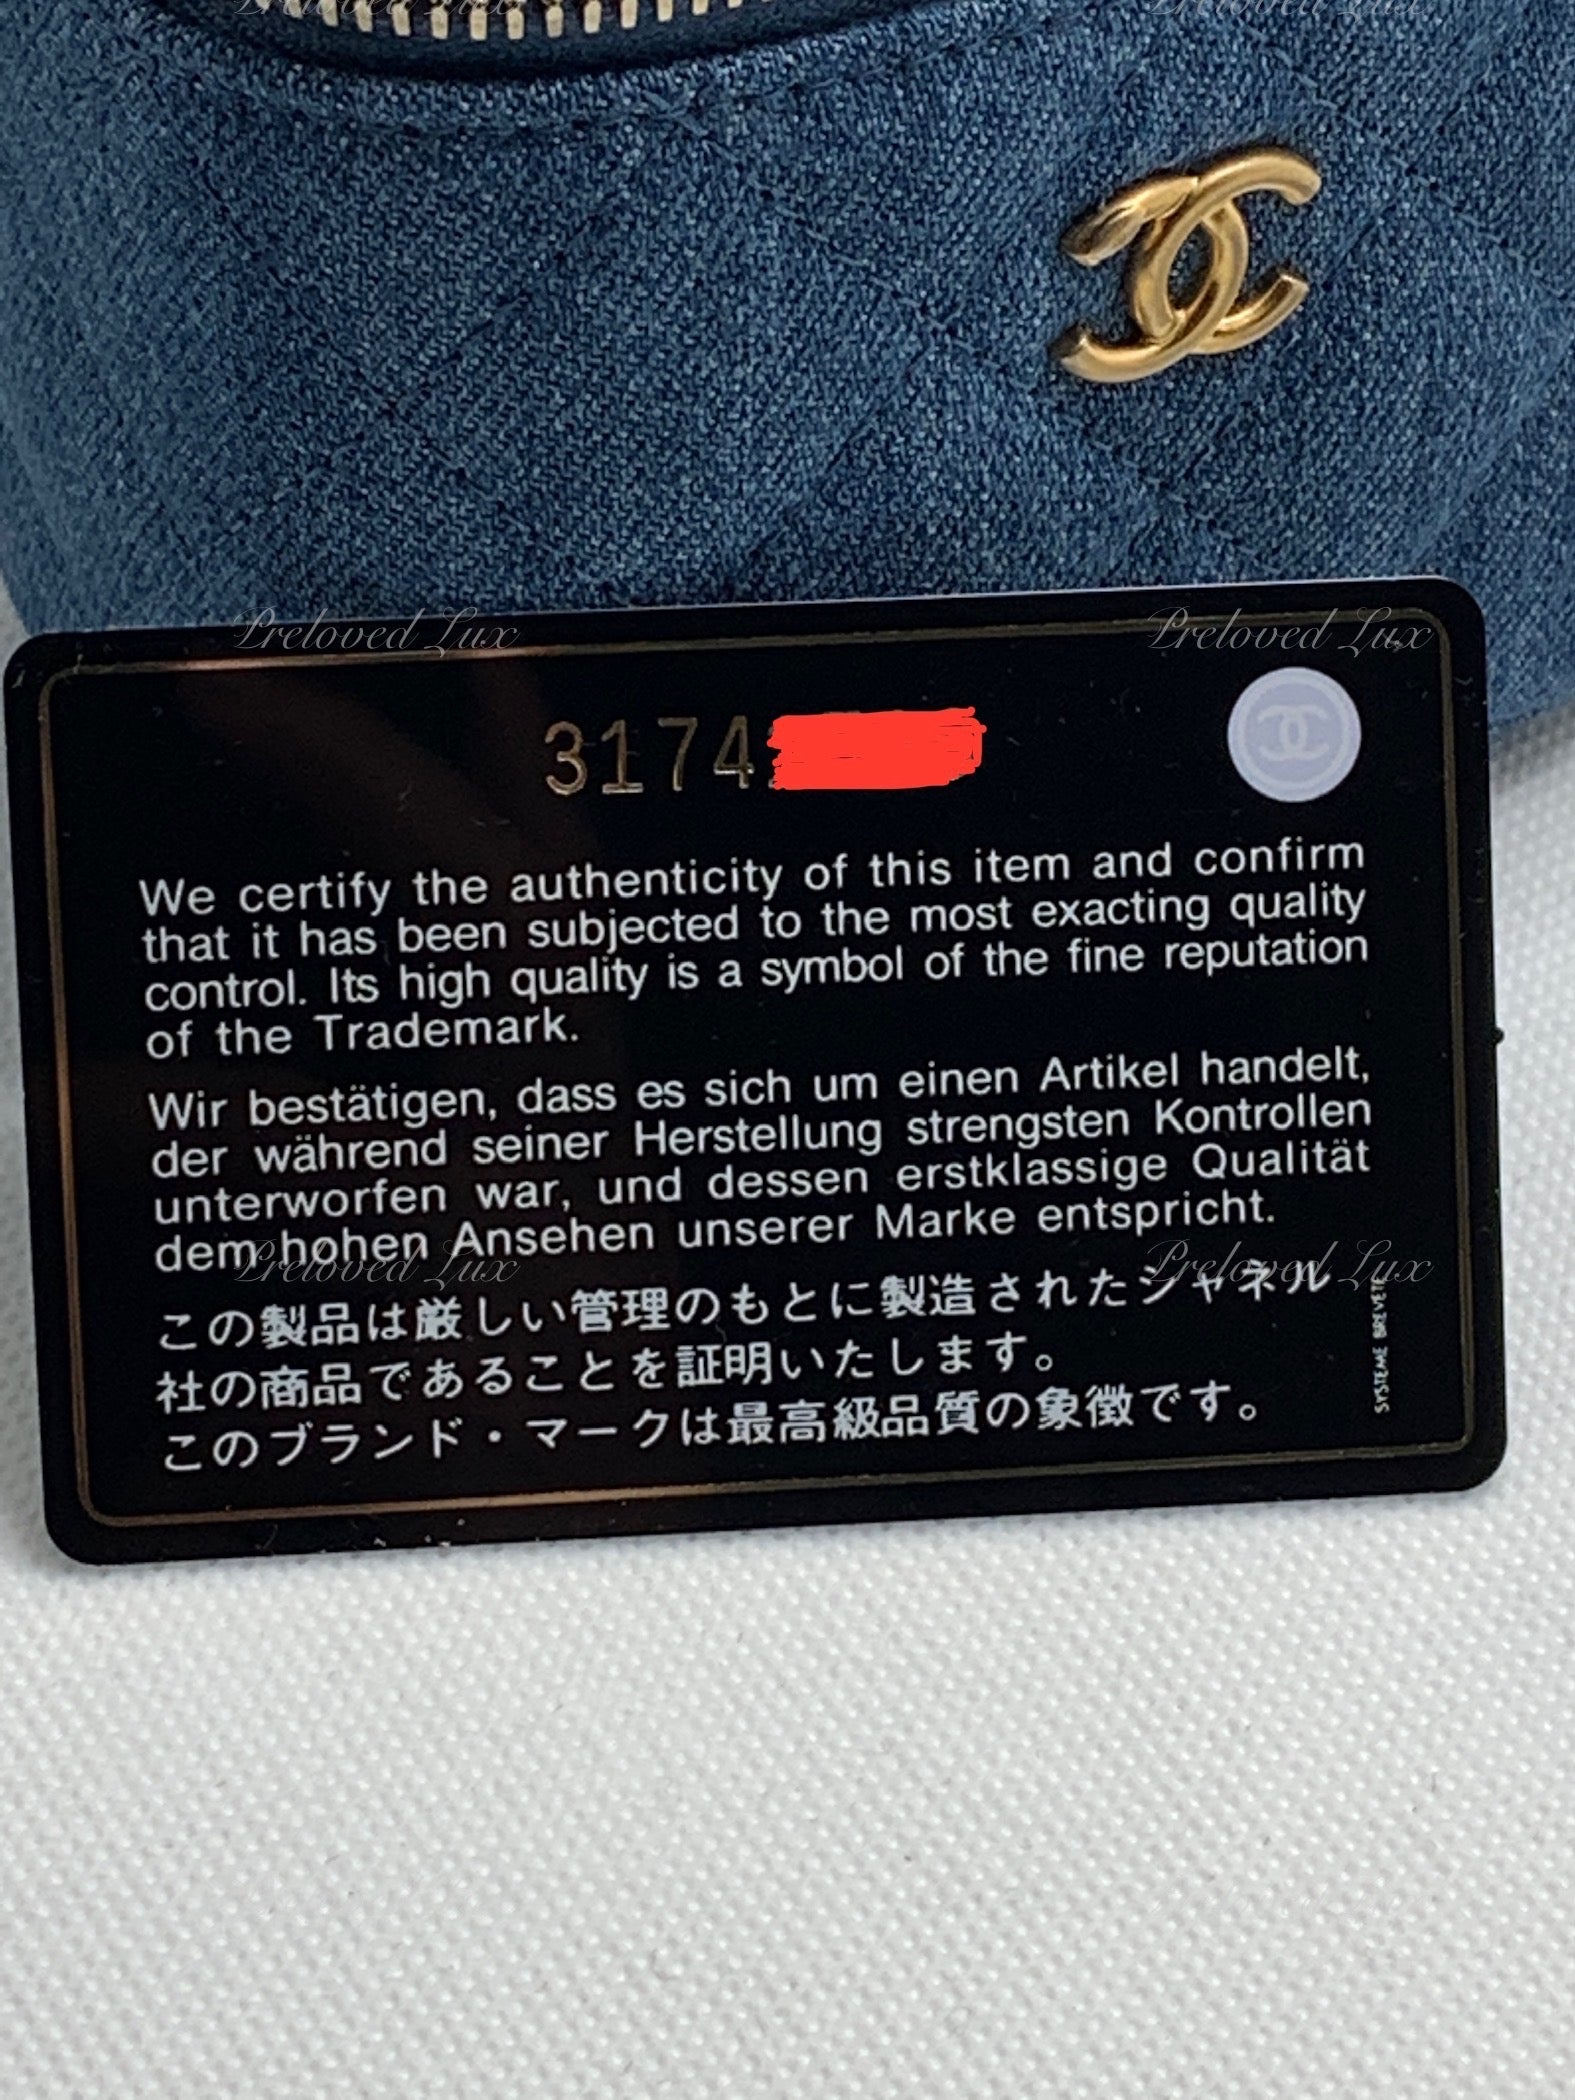 Preloved Lux Preloved Lux
Preloved Lux Preloved Lux
3174
We certify the authenticity of this item and confirm
that it has been subjected to the most exacting quality
control. Its high quality is a symbol of the fine reputation
of the Trademark.
Wir bestätigen, dass es sich um einen Artikel handelt,
der während seiner Herstellung strengsten Kontrollen
unterworfen war, und dessen erstklassige Qualität
dem hohen Ansehen unserer Marke entspricht.
Preloved Lux Preloved Lux
この製品は厳しい管理のもとに製造されたシャネル
社の商品であることを証明いたします。
このブランド・マークは最高級品質の象徴です。
SYSTEME BREVETE